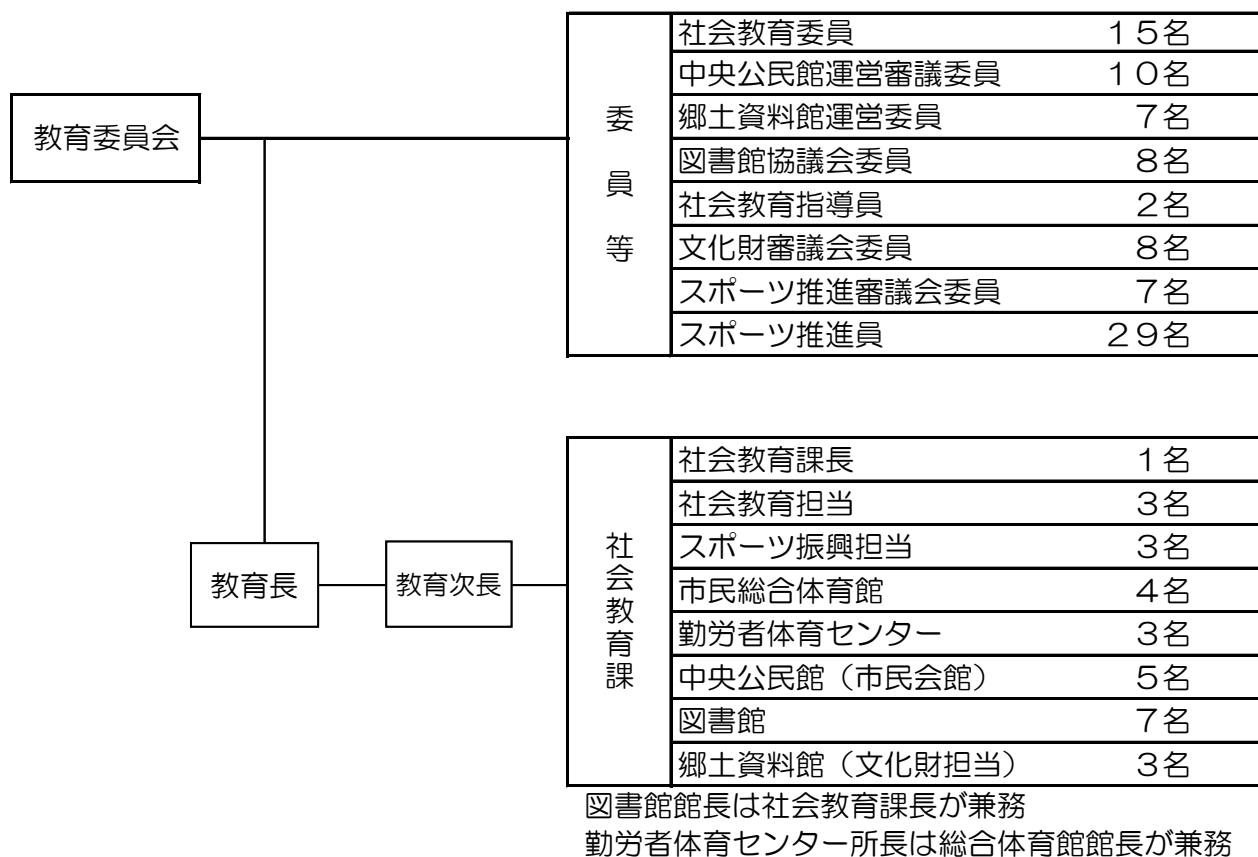 教育委員会
委員等
社会教育委員 １５名
中央公民館運営審議委員 １０名
郷土資料館運営委員 ７名
図書館協議会委員 ８名
社会教育指導員 ２名
文化財審議会委員 ８名
スポーツ推進審議会委員 ７名
スポーツ推進員 ２９名
教育長
教育次長
社会教育課
社会教育課長 １名
社会教育担当 ３名
スポーツ振興担当 ３名
市民総合体育館 ４名
勤労者体育センター ３名
中央公民館（市民会館） ５名
図書館 ７名
郷土資料館（文化財担当） ３名
図書館館長は社会教育課長が兼務
勤労者体育センター所長は総合体育館館長が兼務